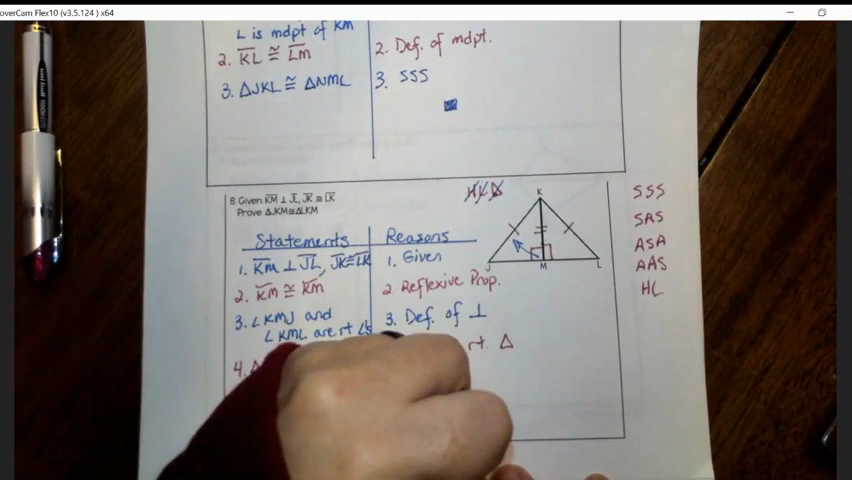 overCam Flex10 (v3.5.124 ) x64
L is mdpt of KM
2. KL ≅ LM
2. Def. of mdpt.
3. ΔJKL ≅ ΔNML
3. SSS
8. Given: KM ⊥ JL, JK ≅ LK
Prove: ΔJKM≅ΔLKM
HL Δ
K
J
M
L
SSS
SAS
ASA
AAS
HL
Statements
Reasons
1. KM ⊥ JL, JK≅LK
1. Given
2. KM ≅ KM
2. Reflexive Prop.
3. ∠KMJ and
∠KML are rt ∠s
3. Def. of ⊥
4. Δ
rt. Δ